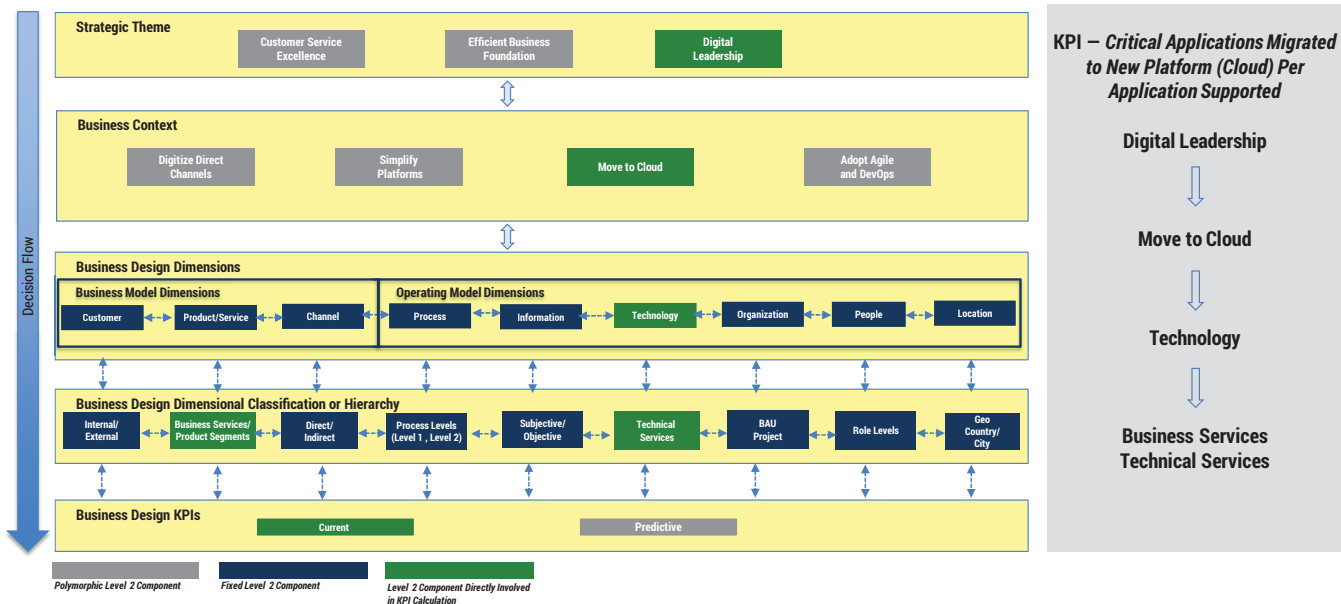 Decision Flow
Strategic Theme
Customer Service
Excellence
Efficient Business
Foundation
Digital
Leadership
Business Context
Digitize Direct
Channels
Simplify
Platforms
Move to Cloud
Adopt Agile
and DevOps
Business Design Dimensions
Business Model Dimensions
Customer
Product/Service
Channel
Operating Model Dimensions
Process
Information
Technology
Organization
People
Location
Business Design Dimensional Classification or Hierarchy
Internal/
External
Business Services/
Product Segments
Direct/
Indirect
Process Levels
(Level 1 , Level 2)
Subjective/
Objective
Technical
Services
BAU
Project
Role Levels
Geo
Country/
City
Business Design KPIs
Current
Predictive
Polymorphic Level 2 Component
Fixed Level 2 Component
Level 2 Component Directly Involved
in KPI Calculation
KPI – Critical Applications Migrated
to New Platform (Cloud) Per
Application Supported
Digital Leadership
Move to Cloud
Technology
Business Services
Technical Services